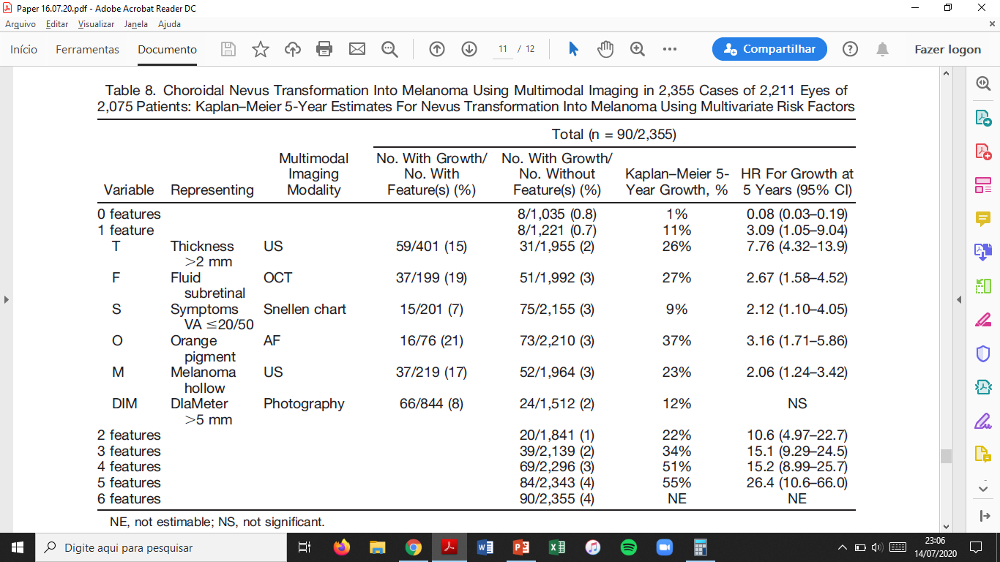 Paper 16.07.20.pdf - Adobe Acrobat Reader DC
Arquivo Editar Visualizar Janela Ajuda
Início Ferramentas Documento 11 / 12 Compartilhar Fazer logon
Table 8. Choroidal Nevus Transformation Into Melanoma Using Multimodal Imaging in 2,355 Cases of 2,211 Eyes of
2,075 Patients: Kaplan–Meier 5-Year Estimates For Nevus Transformation Into Melanoma Using Multivariate Risk Factors
Total (n = 90/2,355)
Multimodal No. With Growth/ No. With Growth/
Imaging No. With No. Without Kaplan–Meier 5- HR For Growth at
Variable Representing Modality Feature(s) (%) Feature(s) (%) Year Growth, % 5 Years (95% CI)
0 features 8/1,035 (0.8) 1% 0.08 (0.03–0.19)
1 feature 8/1,221 (0.7) 11% 3.09 (1.05–9.04)
T Thickness US 59/401 (15) 31/1,955 (2) 26% 7.76 (4.32–13.9)
>2 mm
F Fluid OCT 37/199 (19) 51/1,992 (3) 27% 2.67 (1.58–4.52)
subretinal
S Symptoms Snellen chart 15/201 (7) 75/2,155 (3) 9% 2.12 (1.10–4.05)
VA ≤20/50
O Orange AF 16/76 (21) 73/2,210 (3) 37% 3.16 (1.71–5.86)
pigment
M Melanoma US 37/219 (17) 52/1,964 (3) 23% 2.06 (1.24–3.42)
hollow
DIM DIaMeter Photography 66/844 (8) 24/1,512 (2) 12% NS
>5 mm
2 features 20/1,841 (1) 22% 10.6 (4.97–22.7)
3 features 39/2,139 (2) 34% 15.1 (9.29–24.5)
4 features 69/2,296 (3) 51% 15.2 (8.99–25.7)
5 features 84/2,343 (4) 55% 26.4 (10.6–66.0)
6 features 90/2,355 (4) NE NE
NE, not estimable; NS, not significant.
Digite aqui para pesquisar
23:06
14/07/2020